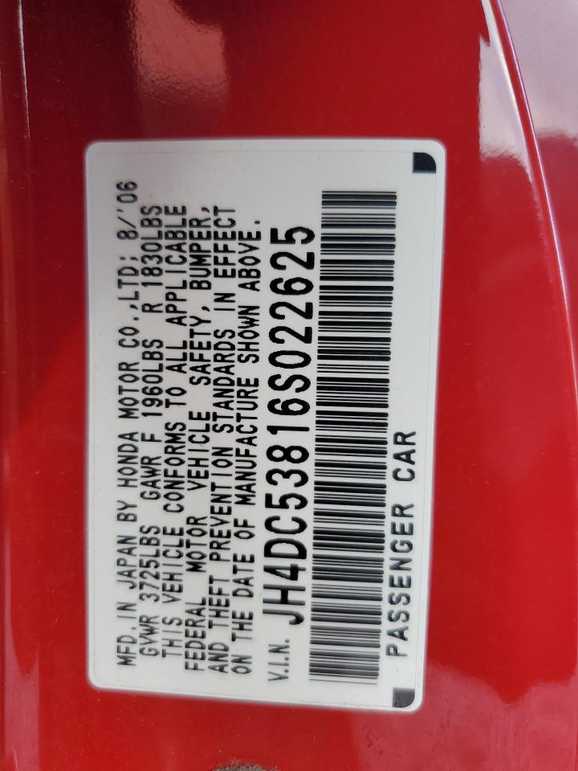 MFD. IN JAPAN BY HONDA MOTOR CO.,LTD; 8/'06
GVWR 3725LBS GAWR F 1960LBS R 1830LBS
THIS VEHICLE CONFORMS TO ALL APPLICABLE
FEDERAL MOTOR VEHICLE SAFETY, BUMPER,
AND THEFT PREVENTION STANDARDS IN EFFECT
ON THE DATE OF MANUFACTURE SHOWN ABOVE.
V.I.N. JH4DC53816S022625
PASSENGER CAR